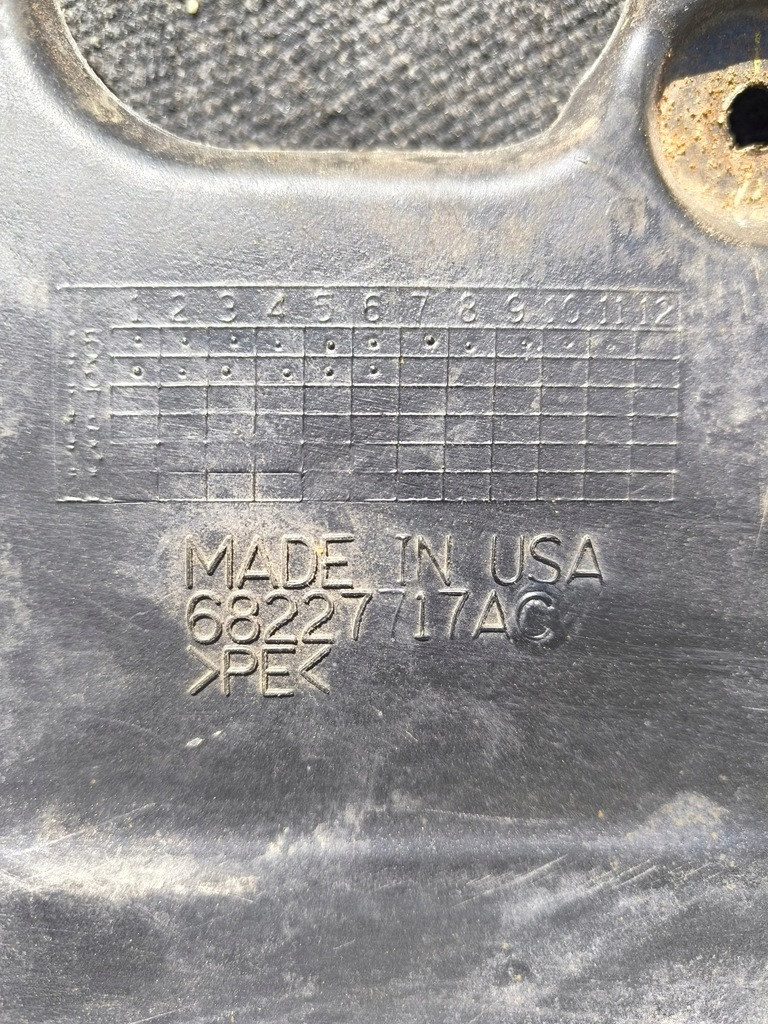 1 2 3 4 5 6 7 8 9 10 11 12
MADE IN USA
68227717AC
>PE<